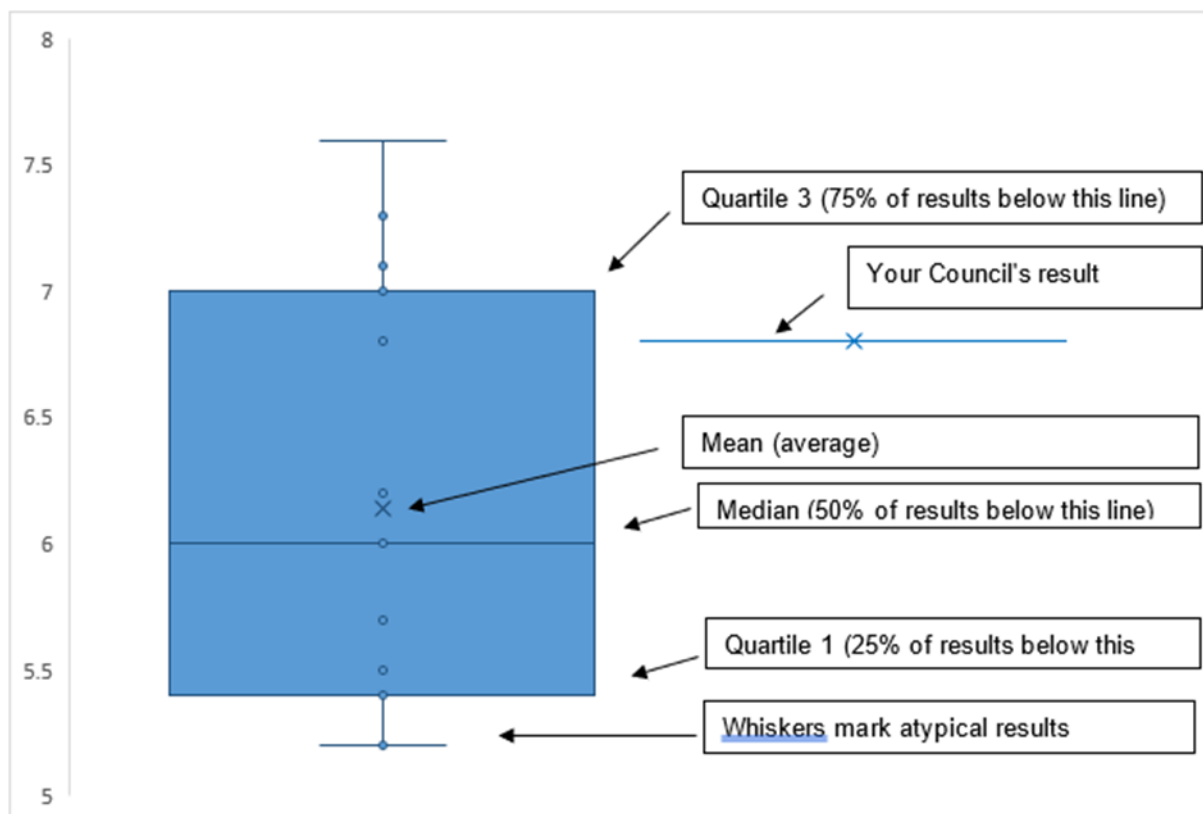 8
7.5
Quartile 3 (75% of results below this line)
Your Council's result
7
6.5
Mean (average)
Median (50% of results below this line)
6
Quartile 1 (25% of results below this
5.5
Whiskers mark atypical results
5